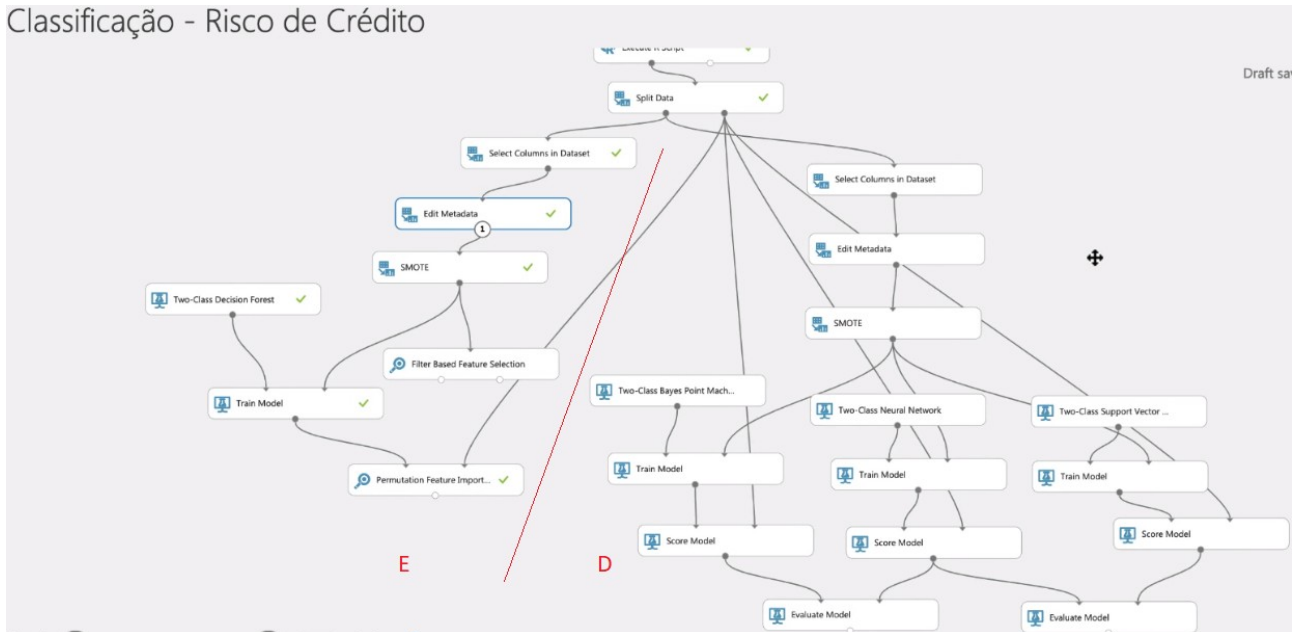 Classificação - Risco de Crédito
Execute R Script
Draft sav
Split Data
Select Columns in Dataset
Select Columns in Dataset
Edit Metadata
1
Edit Metadata
SMOTE
Two-Class Decision Forest
SMOTE
Filter Based Feature Selection
Two-Class Bayes Point Mach...
Train Model
Two-Class Neural Network
Two-Class Support Vector ...
Train Model
Train Model
Train Model
Permutation Feature Import...
Score Model
Score Model
Score Model
E
D
Evaluate Model
Evaluate Model